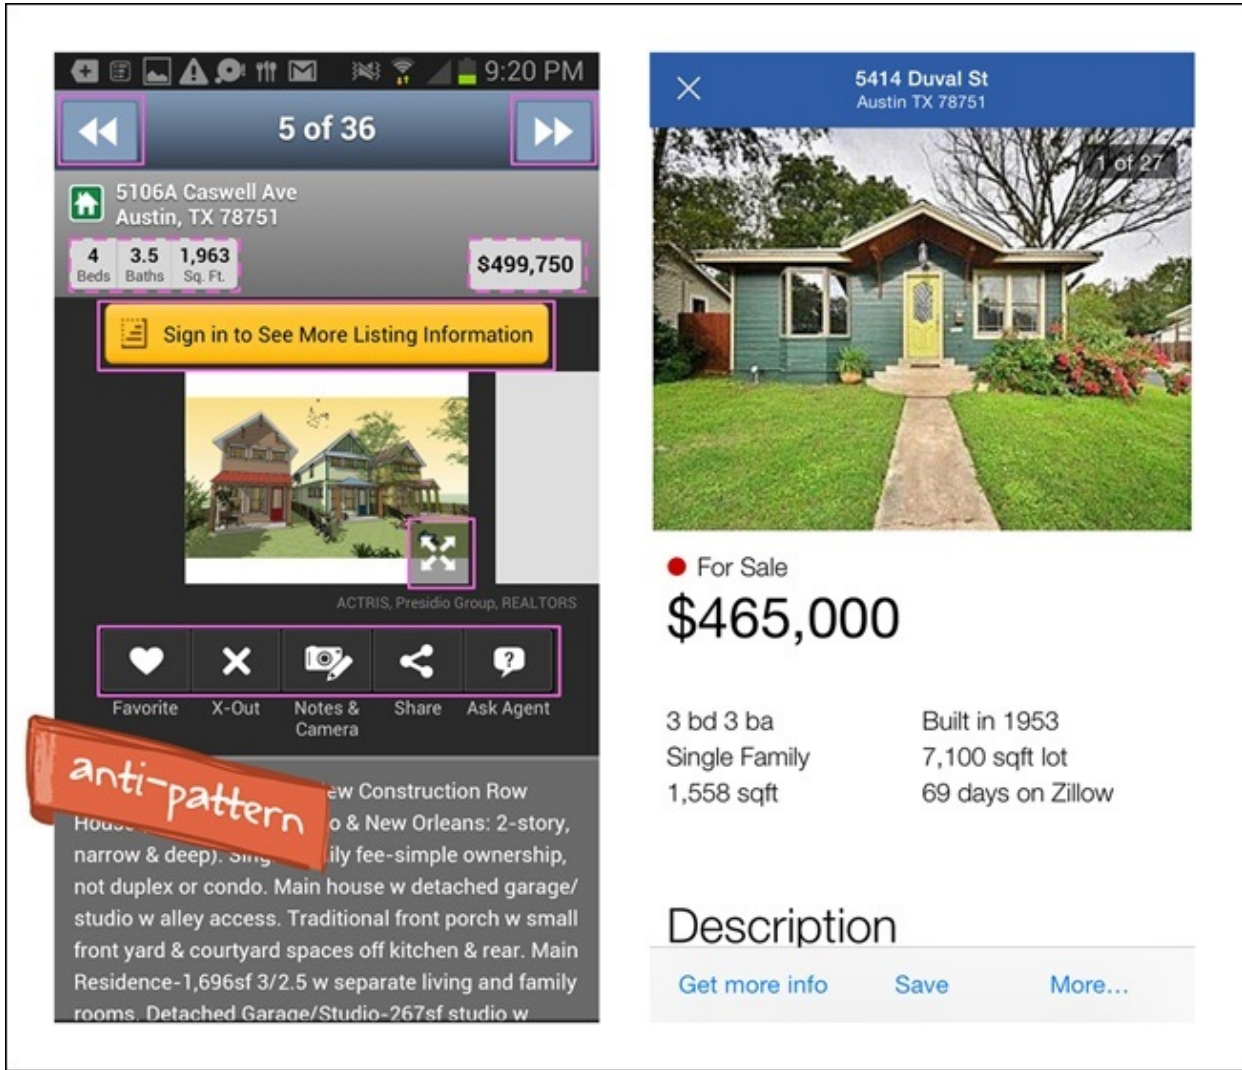 9:20 PM
5 of 36
5106A Caswell Ave
Austin, TX 78751
4 3.5 1,963
Beds Baths Sq. Ft.
$499,750
Sign in to See More Listing Information
ACTRIS, Presidio Group, REALTORS
Favorite X-Out Notes & Camera Share Ask Agent
anti-pattern
Construction Row
& New Orleans: 2-story,
narrow & deep). fee-simple ownership,
not duplex or condo. Main house w detached garage/
studio w alley access. Traditional front porch w small
front yard & courtyard spaces off kitchen & rear. Main
Residence-1,696sf 3/2.5 w separate living and family
rooms. Detached Garage/Studio-267sf studio w
5414 Duval St
Austin TX 78751
1 of 27
For Sale
$465,000
3 bd 3 ba
Single Family
1,558 sqft
Built in 1953
7,100 sqft lot
69 days on Zillow
Description
Get more info Save More...